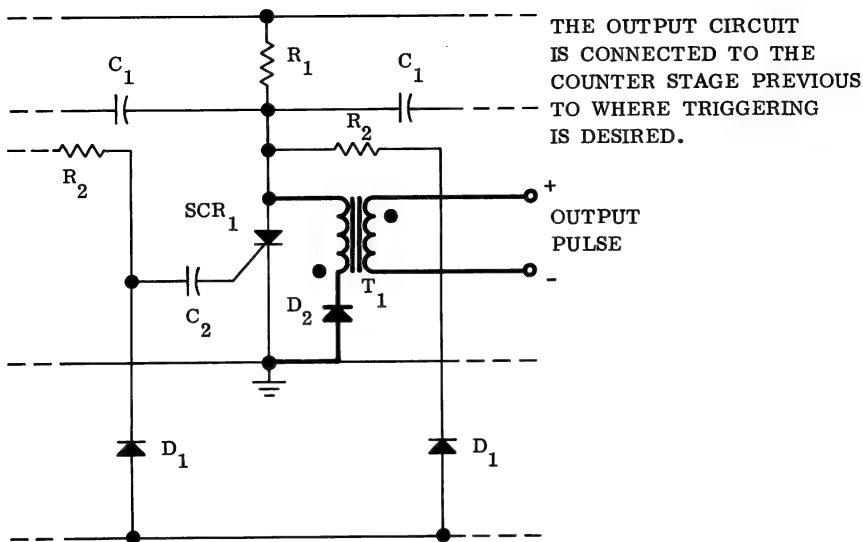 THE OUTPUT CIRCUIT
IS CONNECTED TO THE
COUNTER STAGE PREVIOUS
TO WHERE TRIGGERING
IS DESIRED.
R1
C1
C1
R2
R2
SCR1
+
OUTPUT
PULSE
-
T1
D2
C2
D1
D1